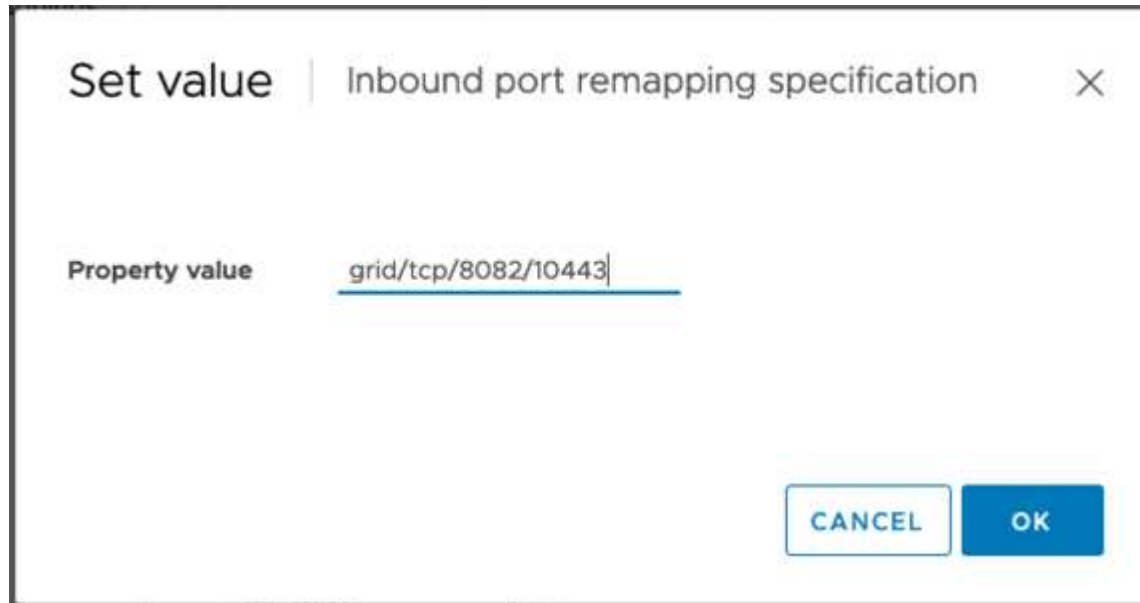 Set value
Inbound port remapping specification
Property value
grid/tcp/8082/10443
CANCEL
OK